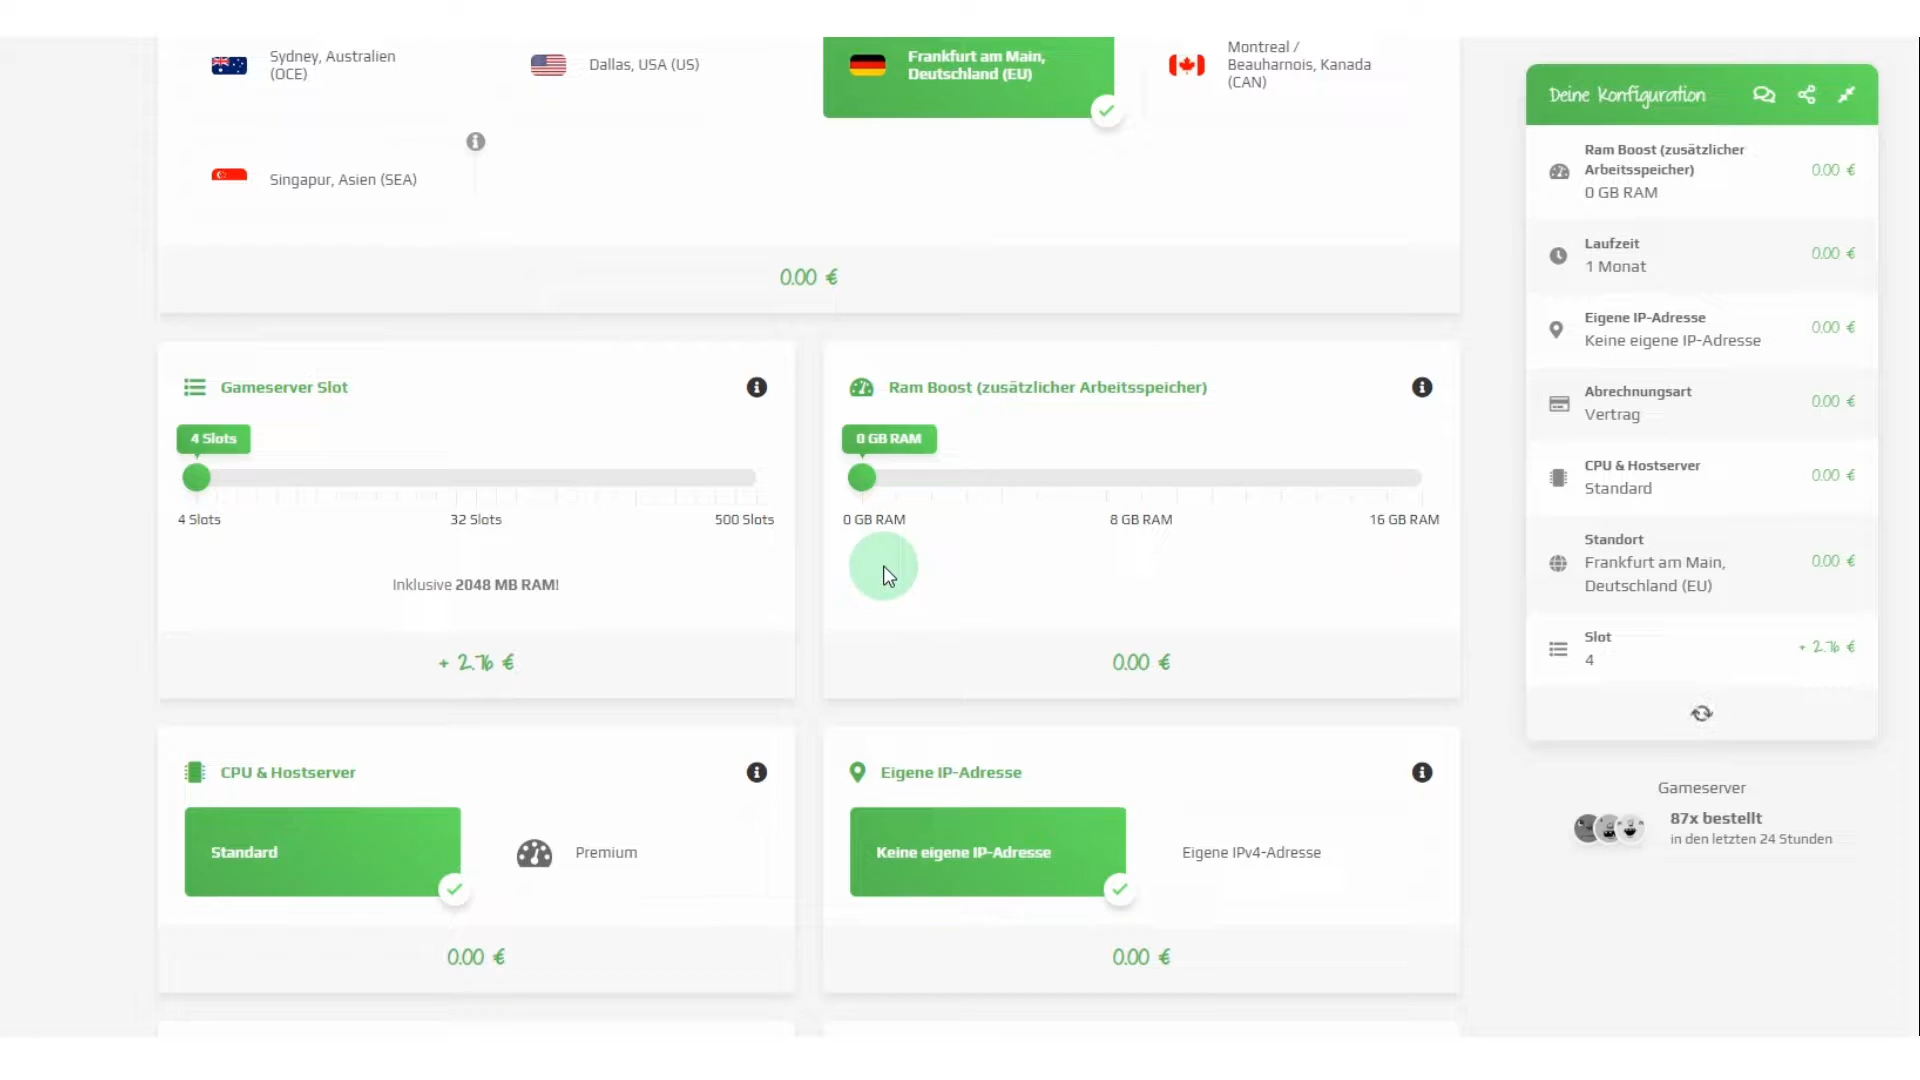 Sydney, Australien
(OCE)
Dallas, USA (US)
Frankfurt am Main,
Deutschland (EU)
Montreal /
Beauharnois, Kanada
(CAN)
Singapur, Asien (SEA)
0.00 €
Gameserver Slot
4 Slots
4 Slots
32 Slots
500 Slots
Inklusive 2048 MB RAM!
+ 2.76 €
Ram Boost (zusätzlicher Arbeitsspeicher)
0 GB RAM
0 GB RAM
8 GB RAM
16 GB RAM
0.00 €
CPU & Hostserver
Standard
Premium
0.00 €
Eigene IP-Adresse
Keine eigene IP-Adresse
Eigene IPv4-Adresse
0.00 €
Deine Konfiguration
Ram Boost (zusätzlicher
Arbeitsspeicher)
0 GB RAM
0.00 €
Laufzeit
1 Monat
0.00 €
Eigene IP-Adresse
Keine eigene IP-Adresse
0.00 €
Abrechnungsart
Vertrag
0.00 €
CPU & Hostserver
Standard
0.00 €
Standort
Frankfurt am Main,
Deutschland (EU)
0.00 €
Slot
4
+ 2.76 €
Gameserver
87x bestellt
in den letzten 24 Stunden